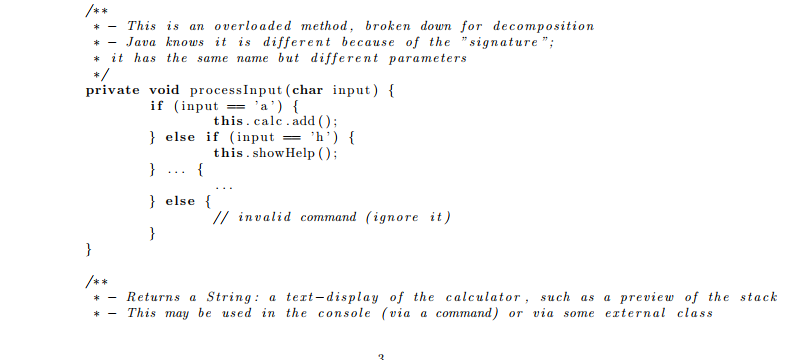 /**
 * - This is an overloaded method, broken down for decomposition
 * - Java knows it is different because of the "signature";
 * it has the same name but different parameters
 */
private void processInput(char input) {
        if (input == 'a') {
                this.calc.add();
        } else if (input == 'h') {
                this.showHelp();
        } ... {
                ...
        } else {
                // invalid command (ignore it)
        }
}
/**
 * - Returns a String: a text-display of the calculator, such as a preview of the stack
 * - This may be used in the console (via a command) or via some external class
3